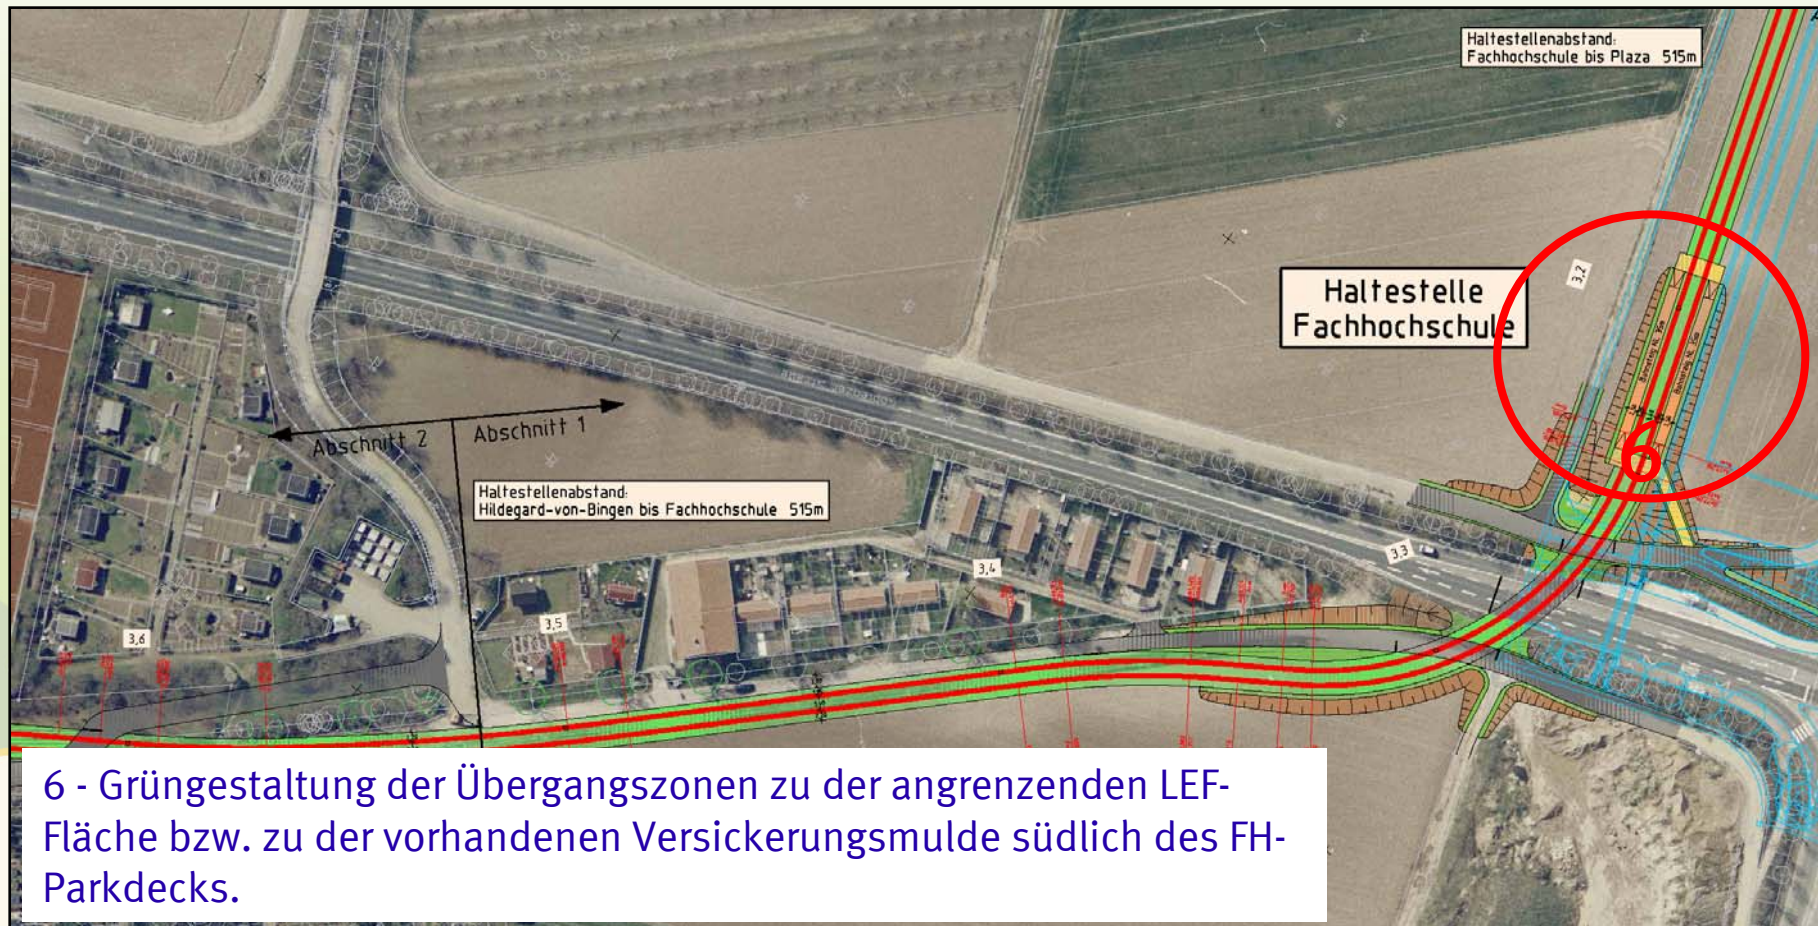 Haltestellenabstand:
Fachhochschule bis Plaza 515m
Haltestelle
Fachhochschule
3,2
6
Abschnitt 2
Abschnitt 1
Haltestellenabstand:
Hildegard-von-Bingen bis Fachhochschule 515m
3,3
3,4
3,5
3,6
6 - Grüngestaltung der Übergangszonen zu der angrenzenden LEF-
Fläche bzw. zu der vorhandenen Versickerungsmulde südlich des FH-
Parkdecks.